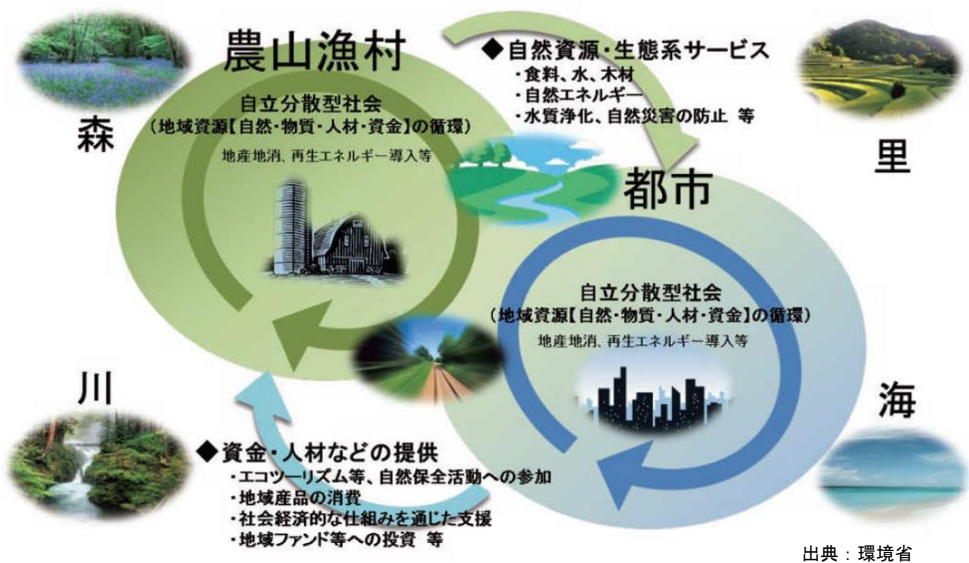 農山漁村
◆自然資源・生態系サービス
・食料、水、木材
・自然エネルギー
・水質浄化、自然災害の防止 等
森
里
自立分散型社会
(地域資源【自然・物質・人材・資金】の循環)
地産地消、再生エネルギー導入等
都市
自立分散型社会
(地域資源【自然・物質・人材・資金】の循環)
地産地消、再生エネルギー導入等
川
海
◆資金・人材などの提供
・エコツーリズム等、自然保全活動への参加
・地域産品の消費
・社会経済的な仕組みを通じた支援
・地域ファンド等への投資 等
出典：環境省